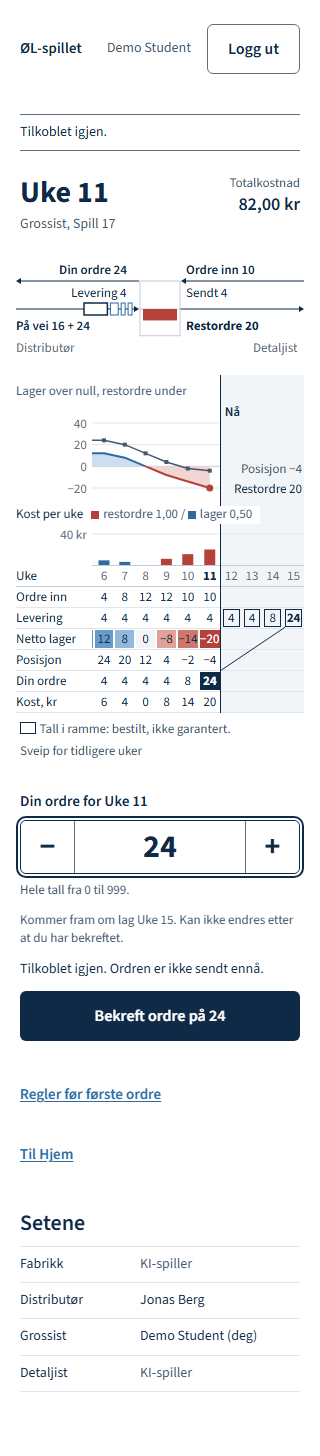 ØL-spillet Demo Student Logg ut
Tilkoblet igjen.
Uke 11 Totalkostnad
82,00 kr
Grossist, Spill 17
Din ordre 24 Ordre inn 10
Levering 4 Sendt 4
På vei 16 + 24 Restordre 20
Distributør Detaljist
Lager over null, restordre under
Nå
40
20
0
−20
Posisjon −4
Restordre 20
Kost per uke restordre 1,00 / lager 0,50
40 kr
Uke 6 7 8 9 10 11 12 13 14 15
Ordre inn 4 8 12 12 10 10
Levering 4 4 4 4 4 4 4 4 8 24
Netto lager 12 8 0 −8 −14 −20
Posisjon 24 20 12 4 −2 −4
Din ordre 4 4 4 4 8 24
Kost, kr 6 4 0 8 14 20
Tall i ramme: bestilt, ikke garantert.
Sveip for tidligere uker
Din ordre for Uke 11
− 24 +
Hele tall fra 0 til 999.
Kommer fram om lag Uke 15. Kan ikke endres etter
at du har bekreftet.
Tilkoblet igjen. Ordren er ikke sendt ennå.
Bekreft ordre på 24
Regler før første ordre
Til Hjem
Setene
Fabrikk KI-spiller
Distributør Jonas Berg
Grossist Demo Student (deg)
Detaljist KI-spiller